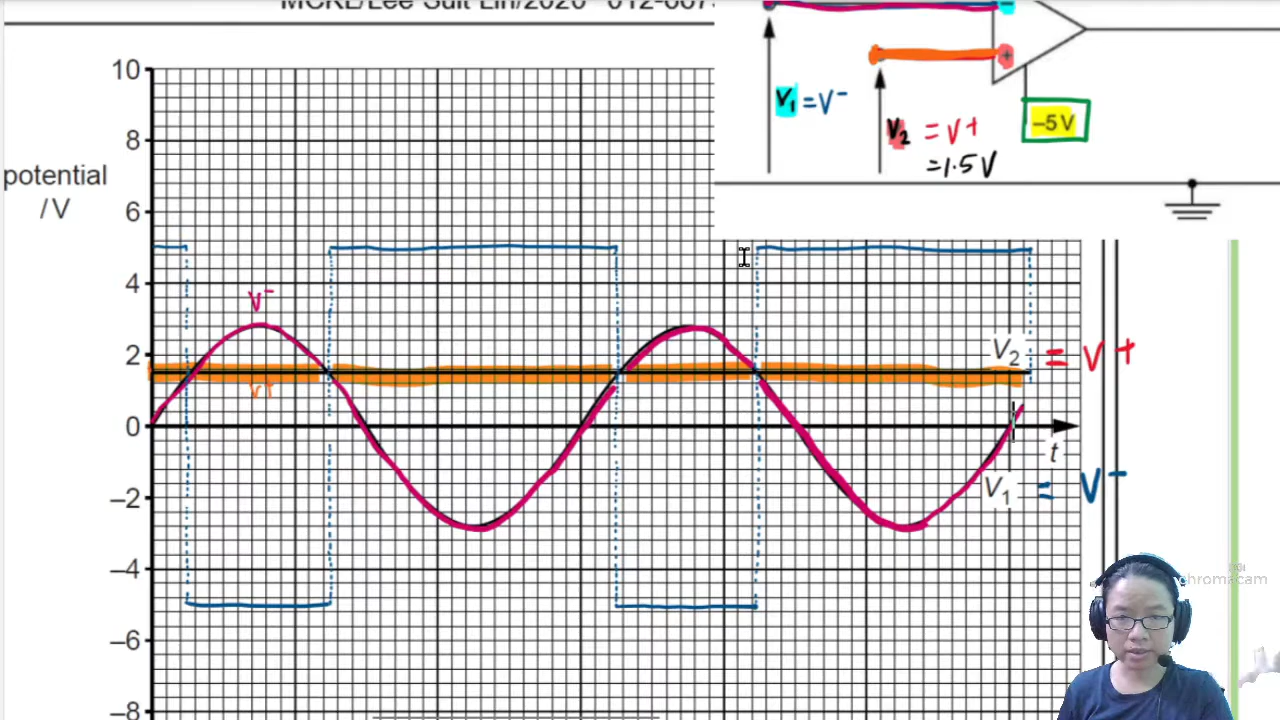 MCKL/Lee Suit Lin/2020
10
8
potential
/ V
6
4
2
0
–2
–4
–6
–8
V₁ = V⁻
V₂ = V+
= 1.5 V
–5 V
–
+
V⁻
V+
V₂ = V+
t
V₁ = V⁻
chromacam